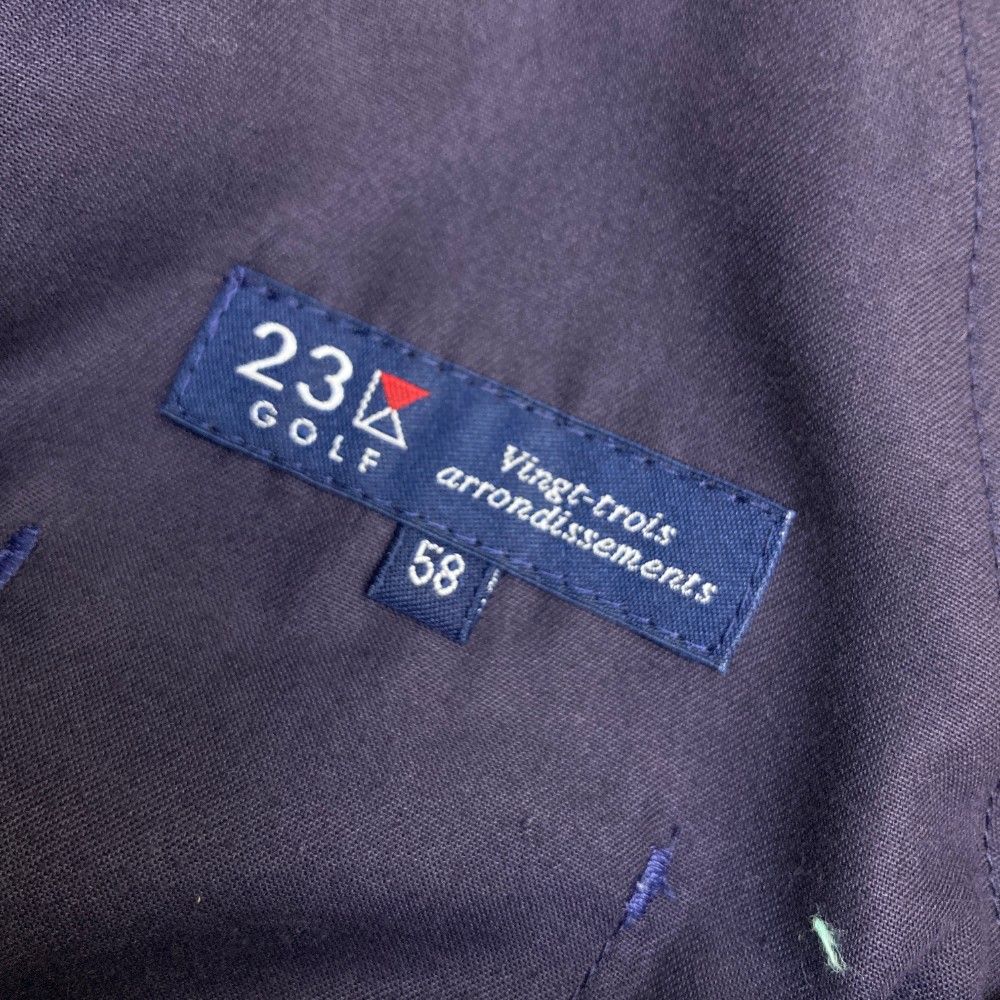 23
GOLF
Vingt-trois
arrondissements
58